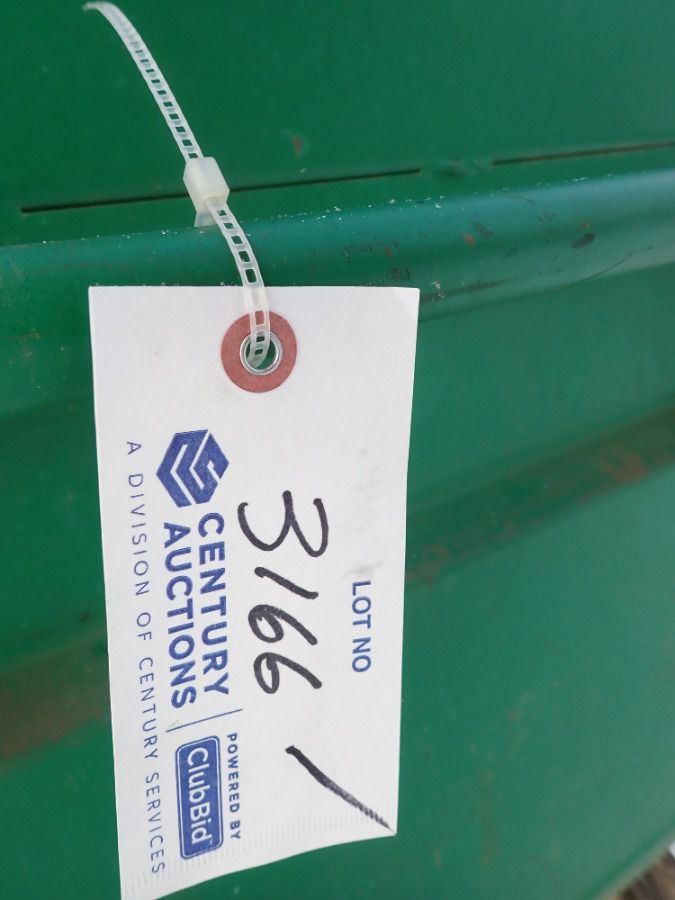 LOT NO
3166 /
CENTURY
AUCTIONS
POWERED BY
ClubBid
A DIVISION OF CENTURY SERVICES